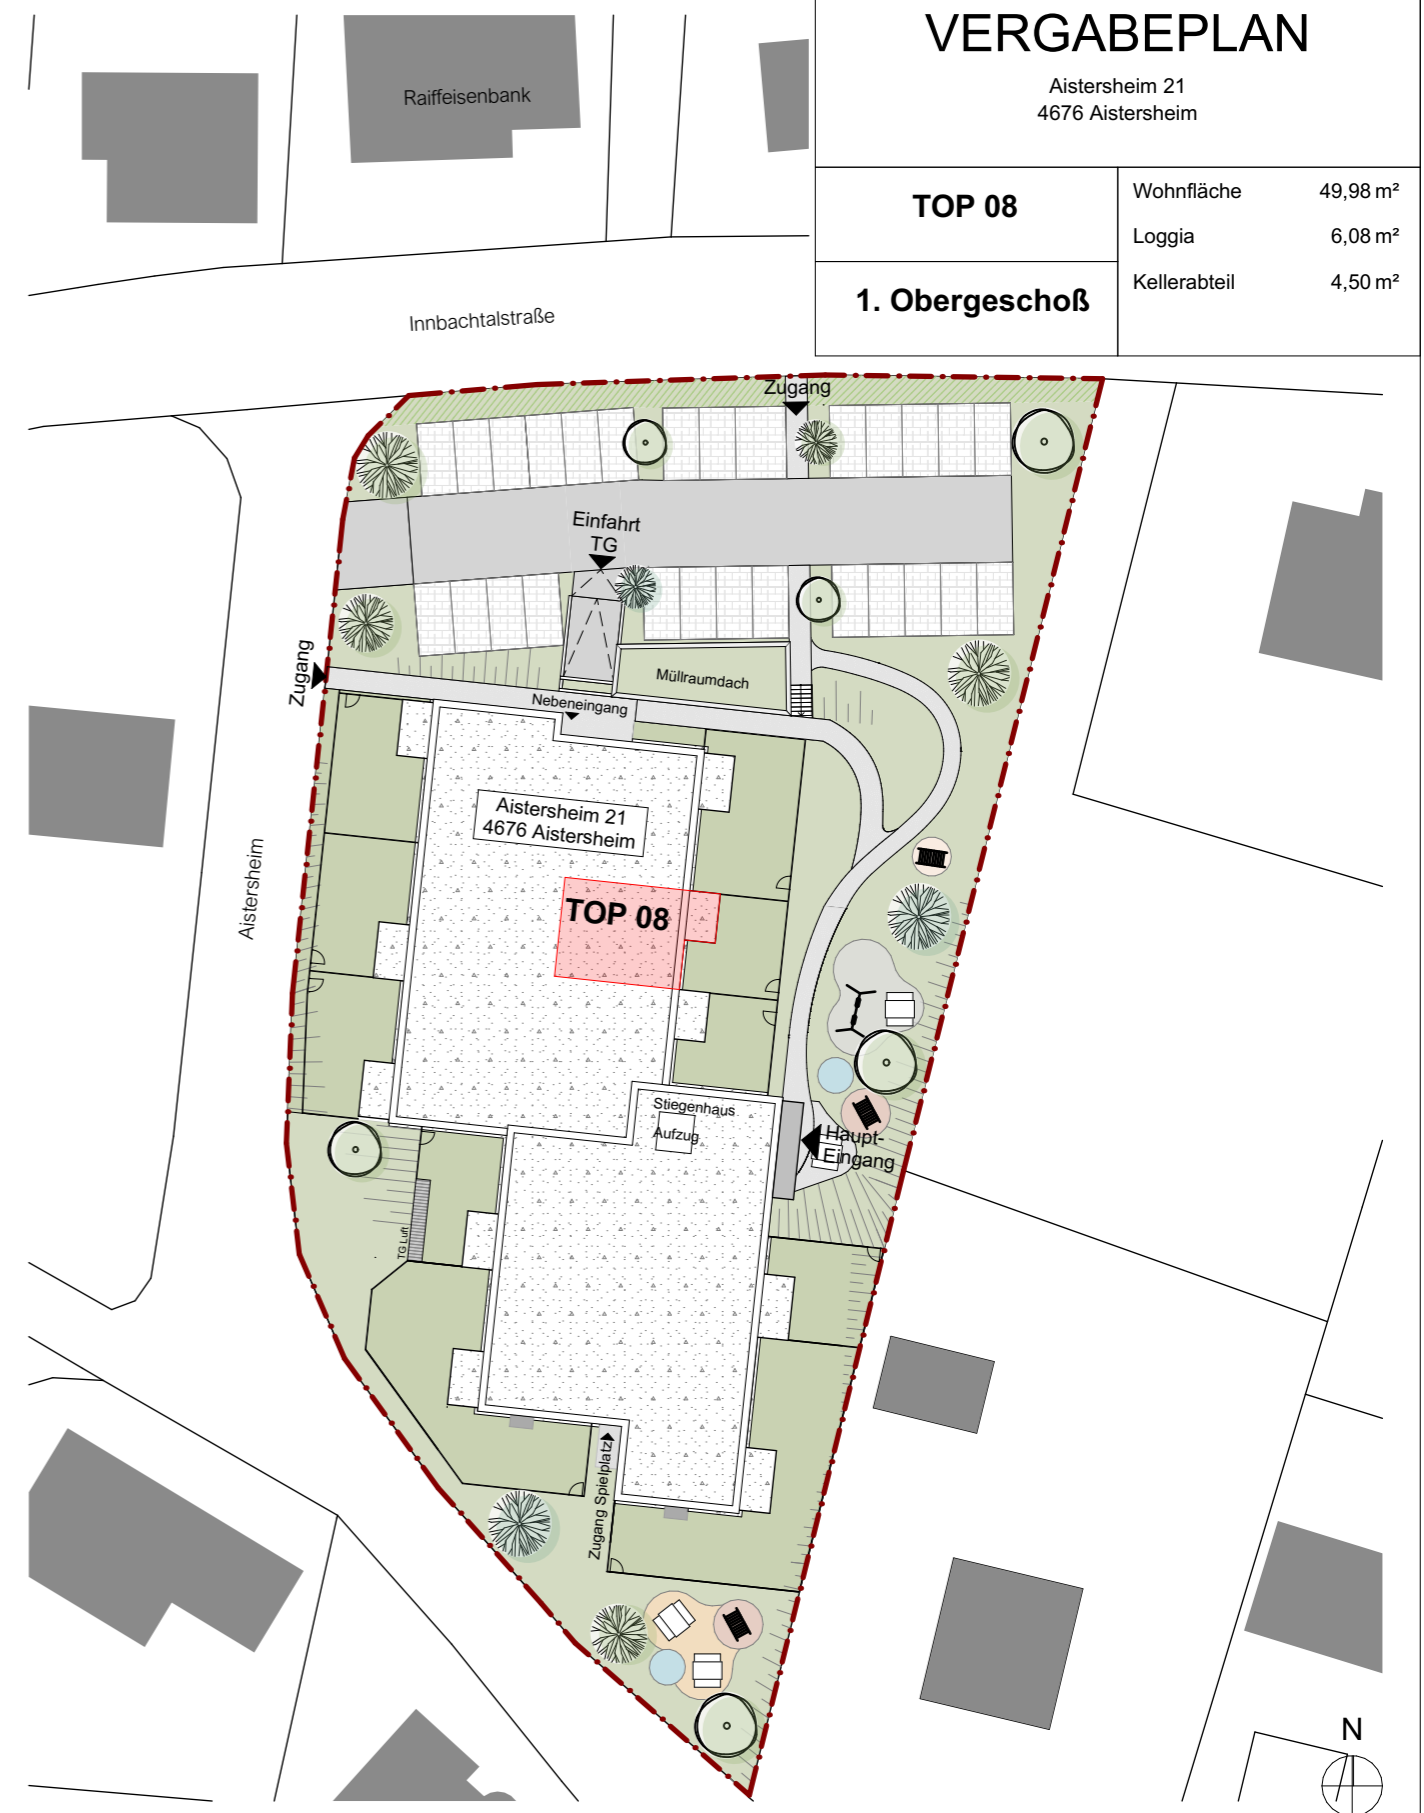 VERGABEPLAN
Aistersheim 21
4676 Aistersheim
TOP 08
1. Obergeschoß
Wohnfläche 49,98 m²
Loggia 6,08 m²
Kellerabteil 4,50 m²
Raiffeisenbank
Innbachtalstraße
Zugang
Einfahrt
TG
Zugang
Müllraumdach
Nebeneingang
Aistersheim 21
4676 Aistersheim
Aistersheim
TOP 08
Stiegenhaus
Aufzug
Haupt-
Eingang
TG Luft
Zugang Spielplatz
N